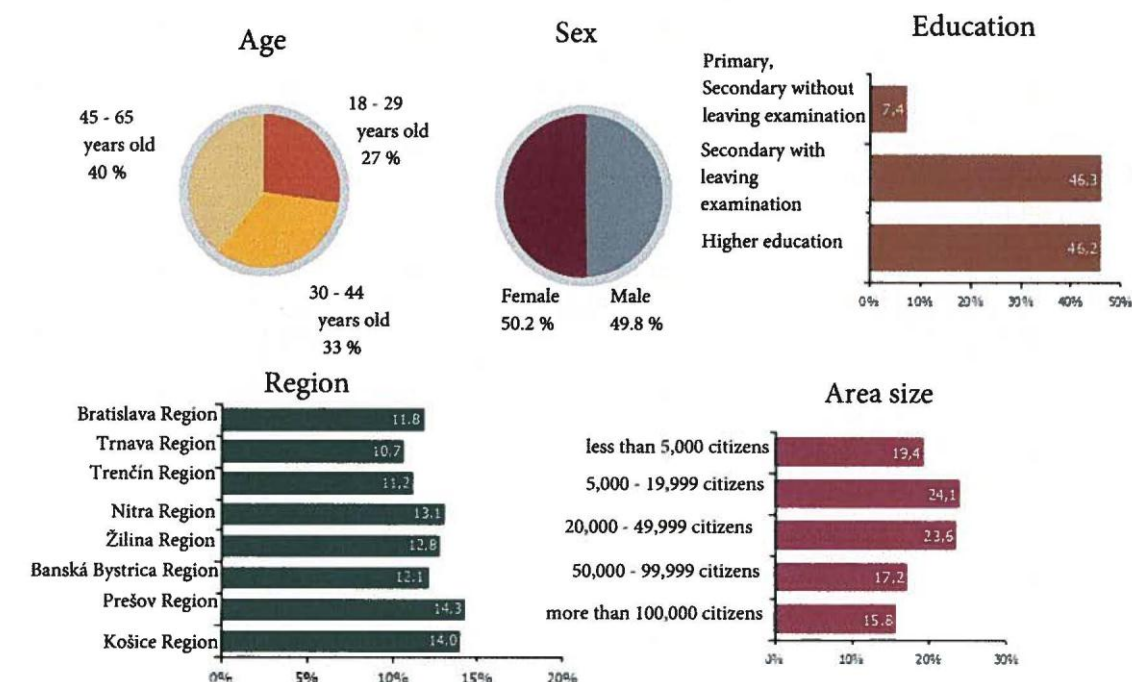 Age
45 - 65
years old
40 %
18 - 29
years old
27 %
30 - 44
years old
33 %
Sex
Female
50.2 %
Male
49.8 %
Education
Primary,
Secondary without
leaving examination
7,4
Secondary with
leaving
examination
46,3
Higher education
46,2
0% 10% 20% 30% 40% 50%
Region
Bratislava Region 11.8
Trnava Region 10,7
Trenčín Region 11,2
Nitra Region 13,1
Žilina Region 12,8
Banská Bystrica Region 12.1
Prešov Region 14,3
Košice Region 14,0
0% 5% 10% 15% 20%
Area size
less than 5,000 citizens 19,4
5,000 - 19,999 citizens 24,1
20,000 - 49,999 citizens 23,6
50,000 - 99,999 citizens 17,2
more than 100,000 citizens 15,8
0% 10% 20% 30%